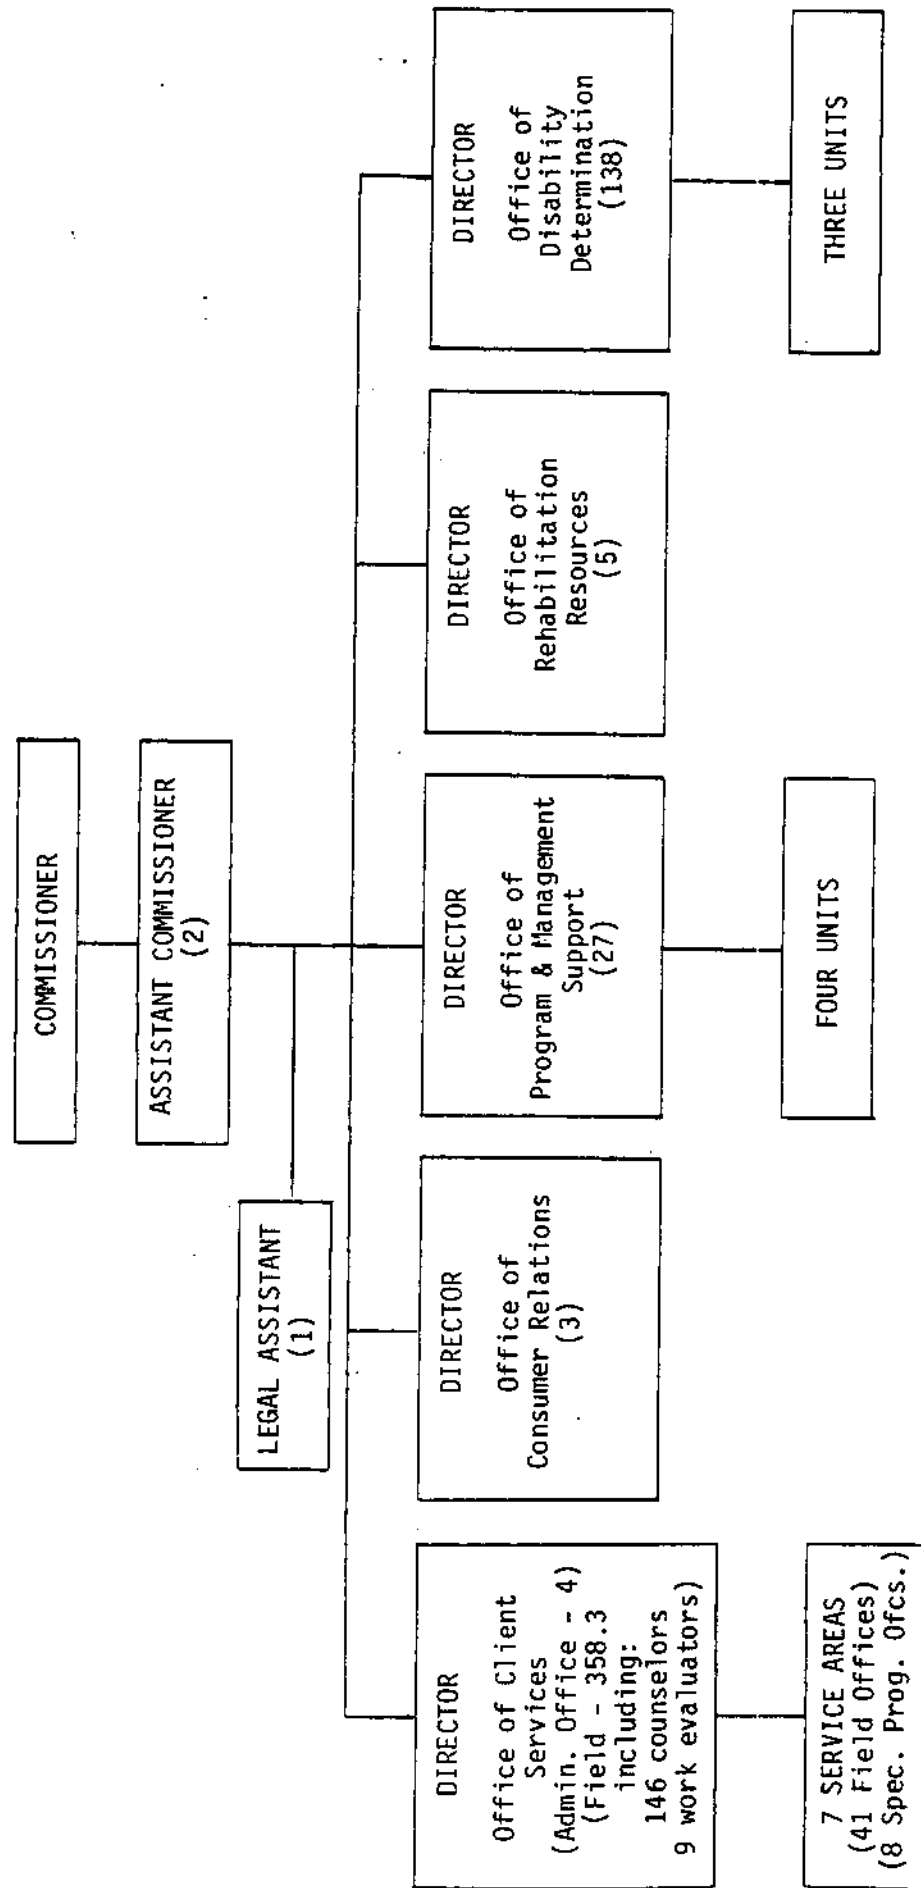 COMMISSIONER
ASSISTANT COMMISSIONER
(2)
LEGAL ASSISTANT
(1)
DIRECTOR
Office of Client
Services
(Admin. Office - 4)
(Field - 358.3
including:
146 counselors
9 work evaluators)
DIRECTOR
Office of
Consumer Relations
(3)
DIRECTOR
Office of
Program & Management
Support
(27)
DIRECTOR
Office of
Rehabilitation
Resources
(5)
DIRECTOR
Office of
Disability
Determination
(138)
7 SERVICE AREAS
(41 Field Offices)
(8 Spec. Prog. Ofcs.)
FOUR UNITS
THREE UNITS